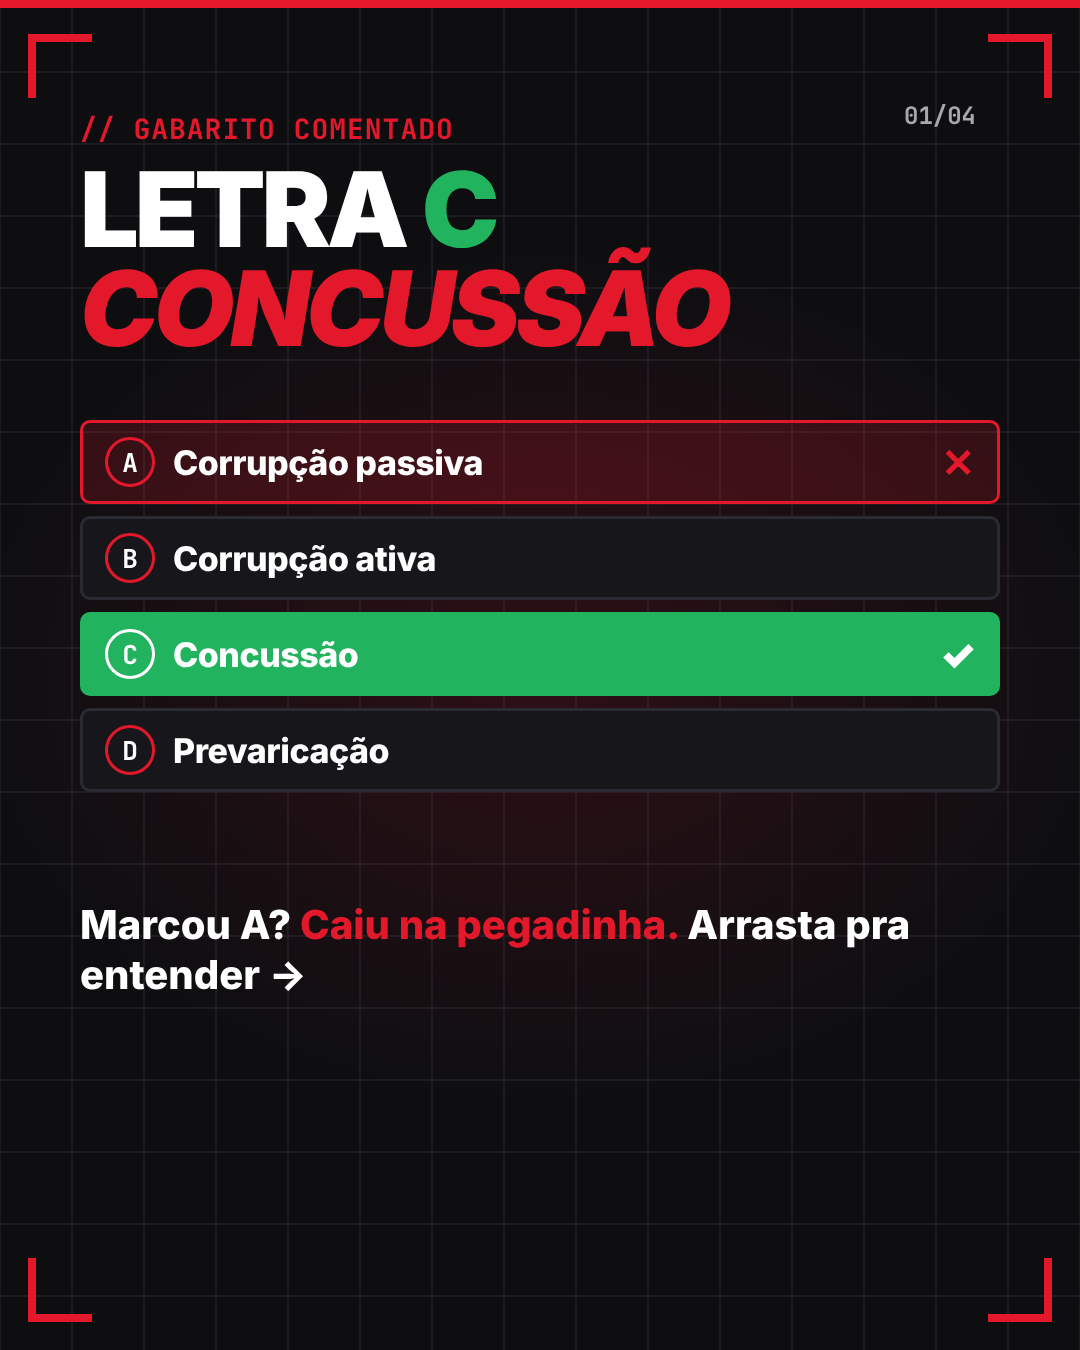 // GABARITO COMENTADO
01/04
LETRA C
CONCUSSÃO
A Corrupção passiva ✕
B Corrupção ativa
C Concussão ✓
D Prevaricação
Marcou A? Caiu na pegadinha. Arrasta pra
entender →